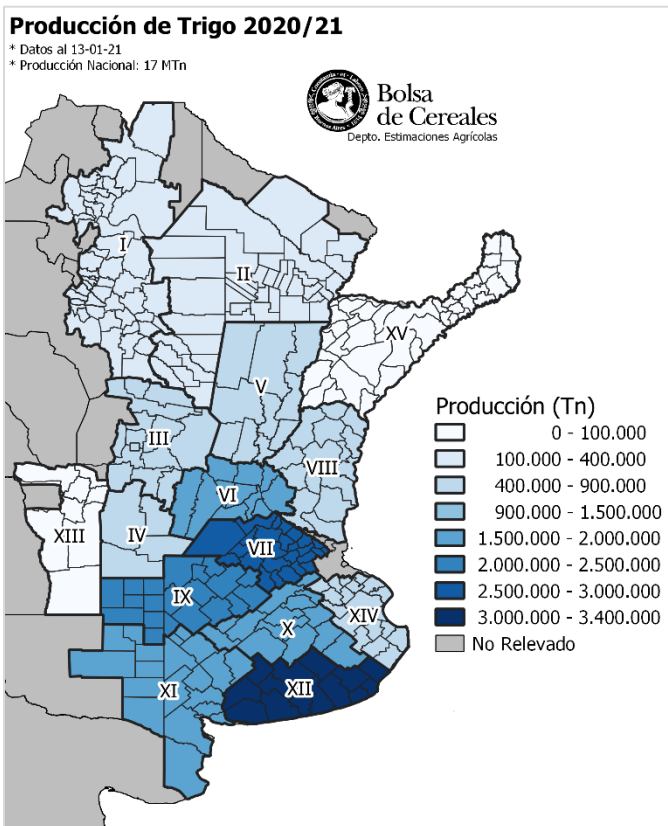 Producción de Trigo 2020/21
* Datos al 13-01-21
* Producción Nacional: 17 MTn
Bolsa
de Cereales
Depto. Estimaciones Agrícolas
I
II
XV
V
III
VIII
VI
XIII
IV
VII
IX
XIV
X
XI
XII
Producción (Tn)
0 - 100.000
100.000 - 400.000
400.000 - 900.000
900.000 - 1.500.000
1.500.000 - 2.000.000
2.000.000 - 2.500.000
2.500.000 - 3.000.000
3.000.000 - 3.400.000
No Relevado